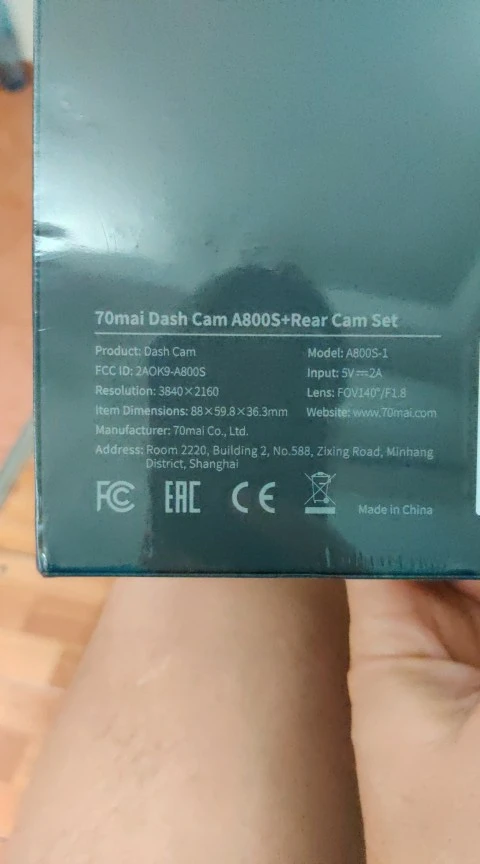 70mai Dash Cam A800S+Rear Cam Set
Product: Dash Cam
Model: A800S-1
FCC ID: 2AOK9-A800S
Input: 5V⎓2A
Resolution: 3840×2160
Lens: FOV140°/F1.8
Item Dimensions: 88×59.8×36.3mm
Website: www.70mai.com
Manufacturer: 70mai Co., Ltd.
Address: Room 2220, Building 2, No.588, Zixing Road, Minhang
District, Shanghai
FC EAC CE
Made in China